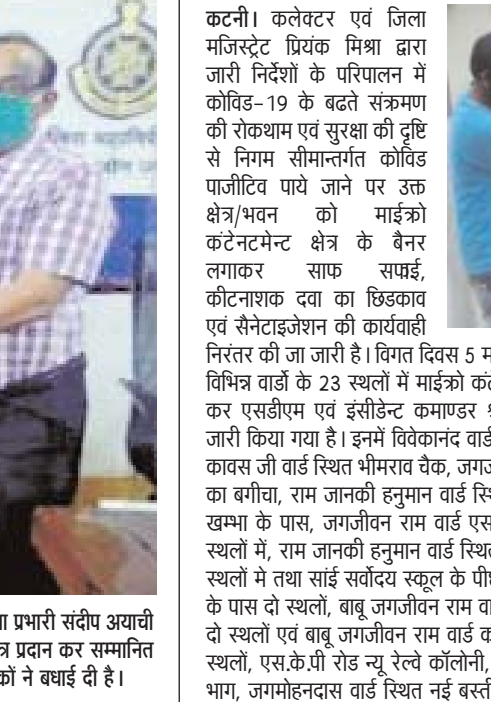 कटनी। कलेक्टर एवं जिला
मजिस्ट्रेट प्रियंक मिश्रा द्वारा
जारी निर्देशों के परिपालन में
कोविड-19 के बढते संक्रमण
की रोकथाम एवं सुरक्षा की दृष्टि
से निगम सीमान्तर्गत कोविड
पाजीटिव पाये जाने पर उक्त
क्षेत्र/भवन को माईक्रो
कंटेनटमेन्ट क्षेत्र के बैनर
लगाकर साफ सफाई,
कीटनाशक दवा का छिडकाव
एवं सैनेटाइजेशन की कार्यवाही
निरंतर की जा जारी है। विगत दिवस 5 म
विभिन्न वार्डो के 23 स्थलों में माईक्रो कंटे
कर एसडीएम एवं इंसीडेन्ट कमाण्डर
जारी किया गया है। इनमें विवेकानंद वार्ड
कावस जी वार्ड स्थित भीमराव चैक, जगज
का बगीचा, राम जानकी हनुमान वार्ड स्थि
खम्भा के पास, जगजीवन राम वार्ड एस
स्थलों में, राम जानकी हनुमान वार्ड स्थित
स्थलों मे तथा सांई सर्वोदय स्कूल के पीछ
के पास दो स्थलों, बाबू जगजीवन राम वा
दो स्थलों एवं बाबू जगजीवन राम वार्ड क
स्थलों, एस.के.पी रोड न्यू रेल्वे कॉलोनी,
भाग, जगमोहनदास वार्ड स्थित नई बस्ती
ा प्रभारी संदीप अयाची
त्र प्रदान कर सम्मानित
कों ने बधाई दी है।